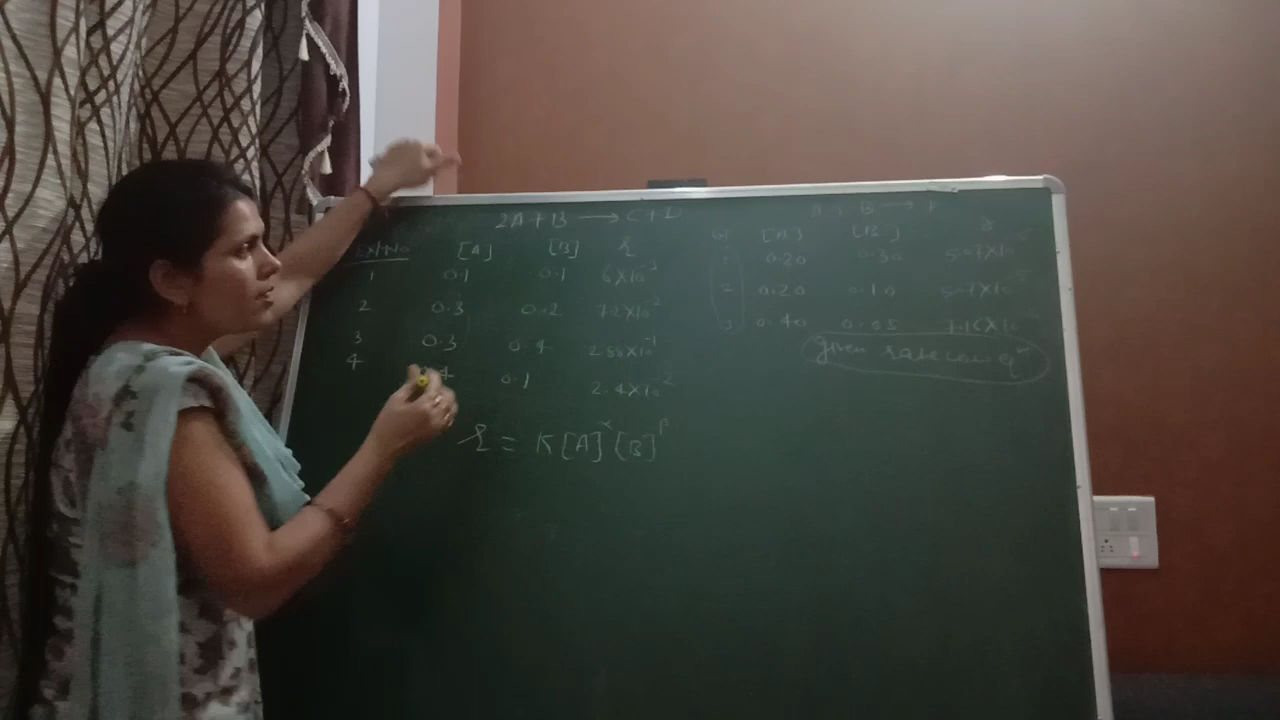 2A + B → C + D
Ex No [A] [B] r
1 0.1 0.1 6×10⁻³
2 0.3 0.2 7.2×10⁻²
3 0.3 0.4 2.88×10⁻¹
4 0.1 2.4×10⁻²
r = K[A]ˣ[B]ᵝ
B →
[A] [B] r
1 0.20 0.30 5.07×10
2 0.20 0.10 5.07×10
3 0.40 0.05 7.16×10
Given rate law eqⁿ